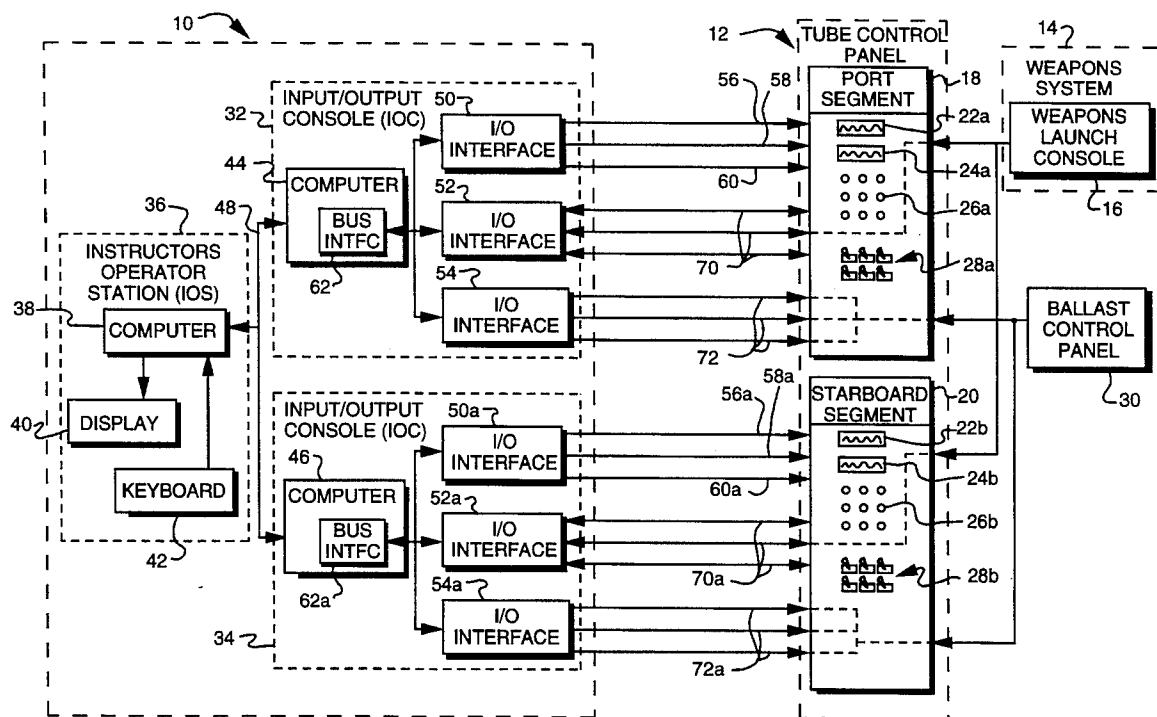 10
12
TUBE CONTROL
PANEL
14
WEAPONS
SYSTEM
WEAPONS
LAUNCH
CONSOLE
16
32
INPUT/OUTPUT
CONSOLE (IOC)
50
I/O
INTERFACE
56
58
60
PORT
SEGMENT
18
22a
24a
26a
28a
44
COMPUTER
BUS
INTFC
62
52
I/O
INTERFACE
70
54
I/O
INTERFACE
72
48
36
INSTRUCTORS
OPERATOR
STATION (IOS)
38
COMPUTER
40
DISPLAY
KEYBOARD
42
BALLAST
CONTROL
PANEL
30
INPUT/OUTPUT
CONSOLE (IOC)
34
46
COMPUTER
BUS
INTFC
62a
50a
I/O
INTERFACE
56a
58a
60a
52a
I/O
INTERFACE
70a
54a
I/O
INTERFACE
72a
STARBOARD
SEGMENT
20
22b
24b
26b
28b